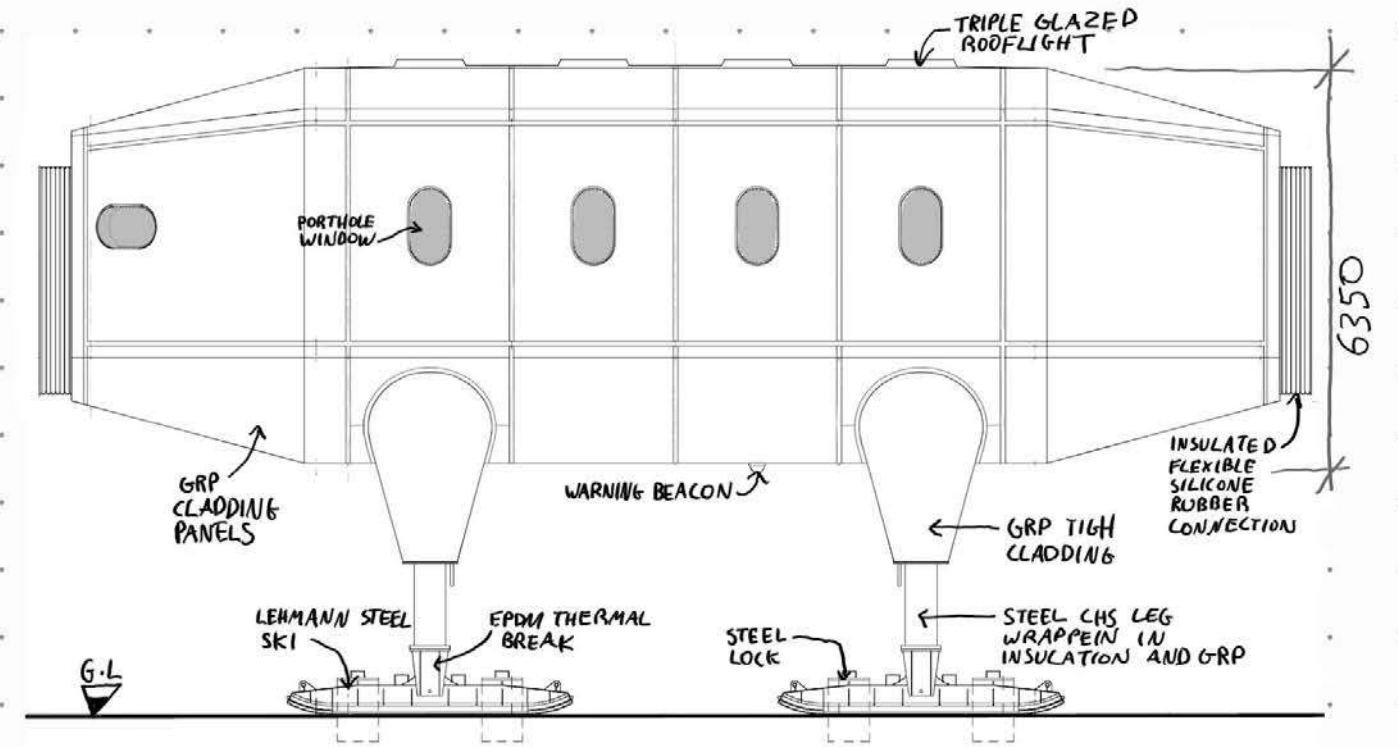 TRIPLE GLAZED
ROOFLIGHT
PORTHOLE
WINDOW
6350
GRP
CLADDING
PANELS
WARNING BEACON
INSULATED
FLEXIBLE
SILICONE
RUBBER
CONNECTION
GRP TIGH
CLADDING
LEHMANN STEEL
SKI
EPDM THERMAL
BREAK
STEEL
LOCK
STEEL CHS LEG
WRAPPEIN IN
INSULATION AND GRP
G.L